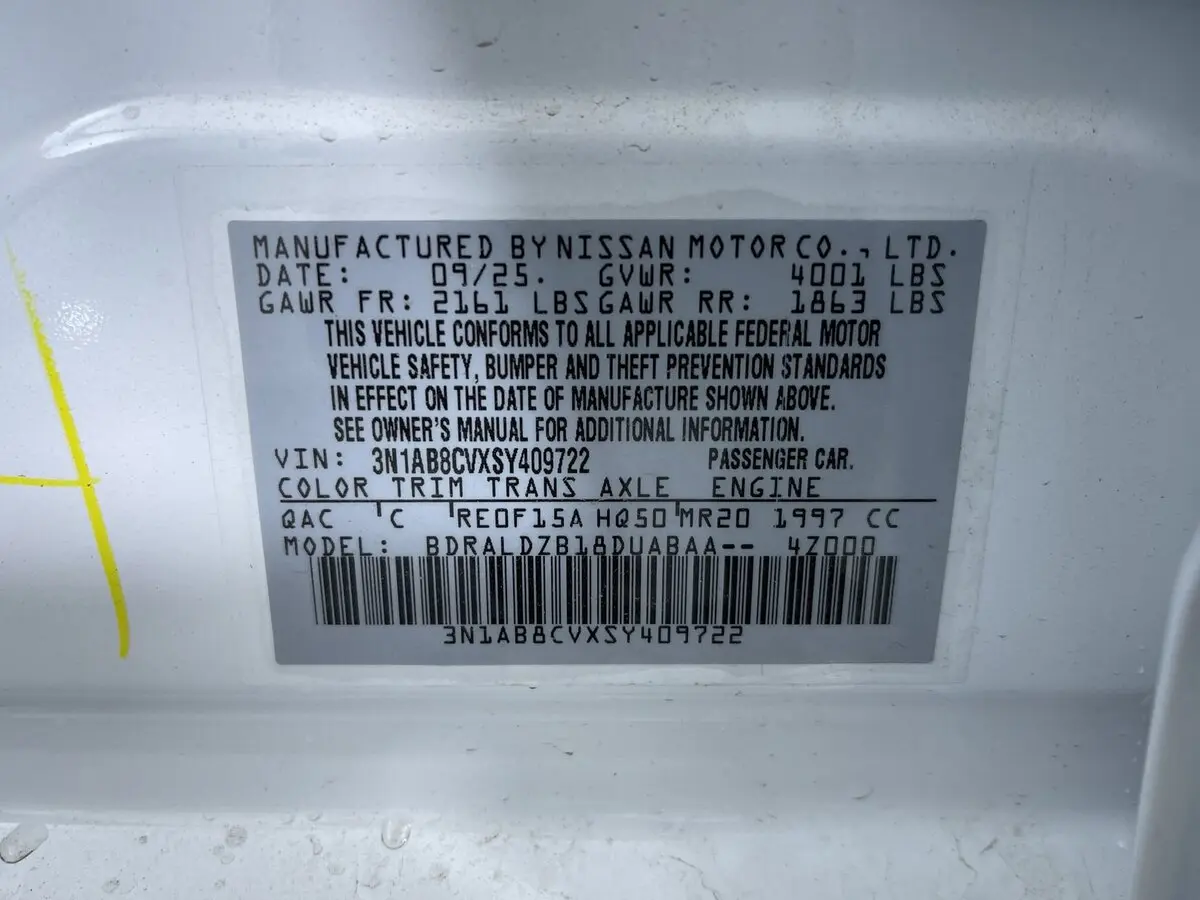 MANUFACTURED BY NISSAN MOTOR CO., LTD.
DATE: 09/25. GVWR: 4001 LBS
GAWR FR: 2161 LBS GAWR RR: 1863 LBS
THIS VEHICLE CONFORMS TO ALL APPLICABLE FEDERAL MOTOR
VEHICLE SAFETY, BUMPER AND THEFT PREVENTION STANDARDS
IN EFFECT ON THE DATE OF MANUFACTURE SHOWN ABOVE.
SEE OWNER'S MANUAL FOR ADDITIONAL INFORMATION.
VIN: 3N1AB8CVXSY409722 PASSENGER CAR.
COLOR TRIM TRANS AXLE ENGINE
QAC C RE0F15A HQ50 MR20 1997 CC
MODEL: BDRALDZB18DUABAA-- 4Z000
3N1AB8CVXSY409722